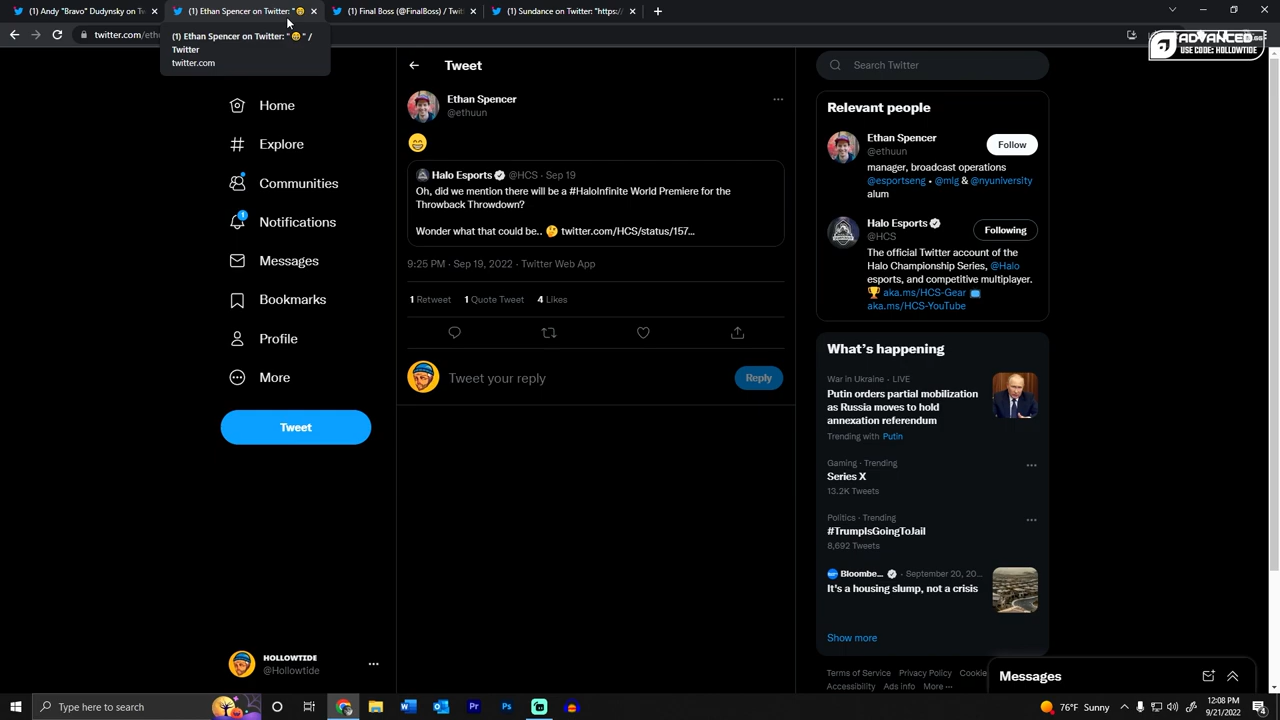 (1) Andy "Bravo" Dudynsky on Tw
(1) Ethan Spencer on Twitter: "😄
(1) Final Boss (@FinalBoss) / Twitt
(1) Sundance on Twitter: "https://
twitter.com/ethu
(1) Ethan Spencer on Twitter: "😄" /
Twitter
twitter.com
ADVANCED.GG
USE CODE: HOLLOWTIDE
Home
Explore
Communities
1
Notifications
Messages
Bookmarks
Profile
More
Tweet
HOLLOWTIDE
@Hollowtide
Tweet
Ethan Spencer
@ethuun
😄
Halo Esports @HCS · Sep 19
Oh, did we mention there will be a #HaloInfinite World Premiere for the
Throwback Throwdown?
Wonder what that could be.. 🤔 twitter.com/HCS/status/157…
9:25 PM · Sep 19, 2022 · Twitter Web App
1 Retweet 1 Quote Tweet 4 Likes
Tweet your reply
Reply
Search Twitter
Relevant people
Ethan Spencer
@ethuun
Follow
manager, broadcast operations
@esportseng • @mlg & @nyuniversity
alum
Halo Esports
@HCS
Following
The official Twitter account of the
Halo Championship Series, @Halo
esports, and competitive multiplayer.
🏆 aka.ms/HCS-Gear 📺
aka.ms/HCS-YouTube
What's happening
War in Ukraine · LIVE
Putin orders partial mobilization
as Russia moves to hold
annexation referendum
Trending with Putin
Gaming · Trending
Series X
13.2K Tweets
Politics · Trending
#TrumpIsGoingToJail
8,692 Tweets
Bloombe... · September 20, 20...
It's a housing slump, not a crisis
Show more
Terms of Service Privacy Policy Cookie
Accessibility Ads info More ···
Messages
Type here to search
76°F Sunny
12:08 PM
9/21/2022